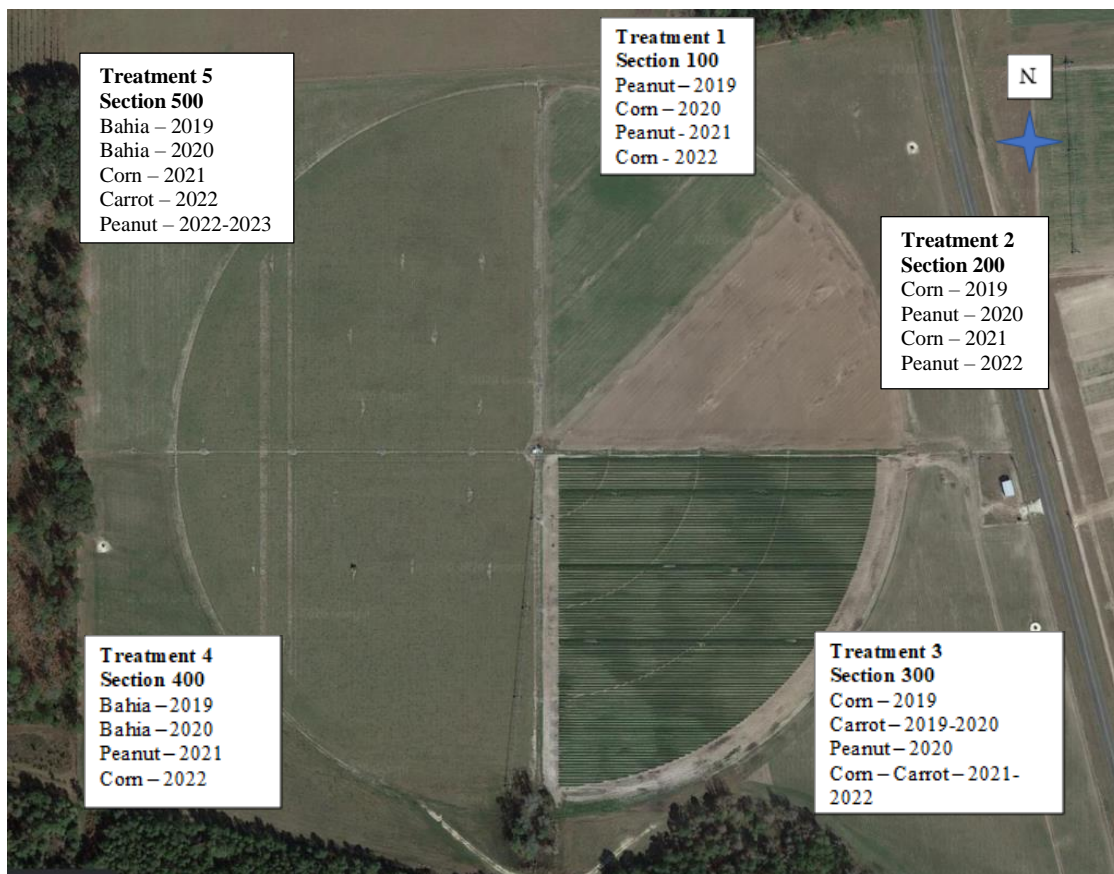 Treatment 5
Section 500
Bahia – 2019
Bahia – 2020
Corn – 2021
Carrot – 2022
Peanut – 2022-2023
Treatment 1
Section 100
Peanut – 2019
Corn – 2020
Peanut - 2021
Corn - 2022
N
Treatment 2
Section 200
Corn – 2019
Peanut – 2020
Corn – 2021
Peanut – 2022
Treatment 4
Section 400
Bahia – 2019
Bahia – 2020
Peanut – 2021
Corn – 2022
Treatment 3
Section 300
Corn – 2019
Carrot – 2019-2020
Peanut – 2020
Corn – Carrot – 2021-
2022